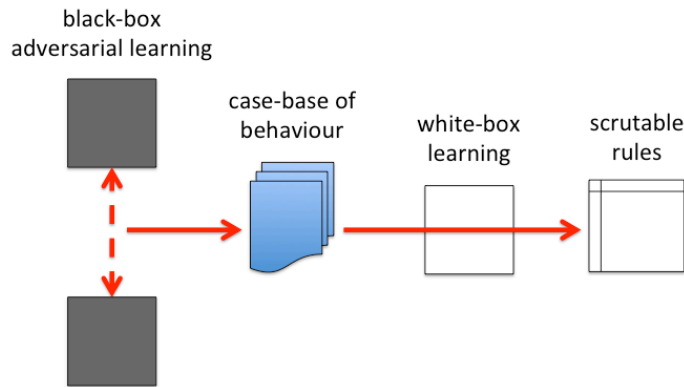 black-box
adversarial learning
case-base of
behaviour
white-box
learning
scrutable
rules